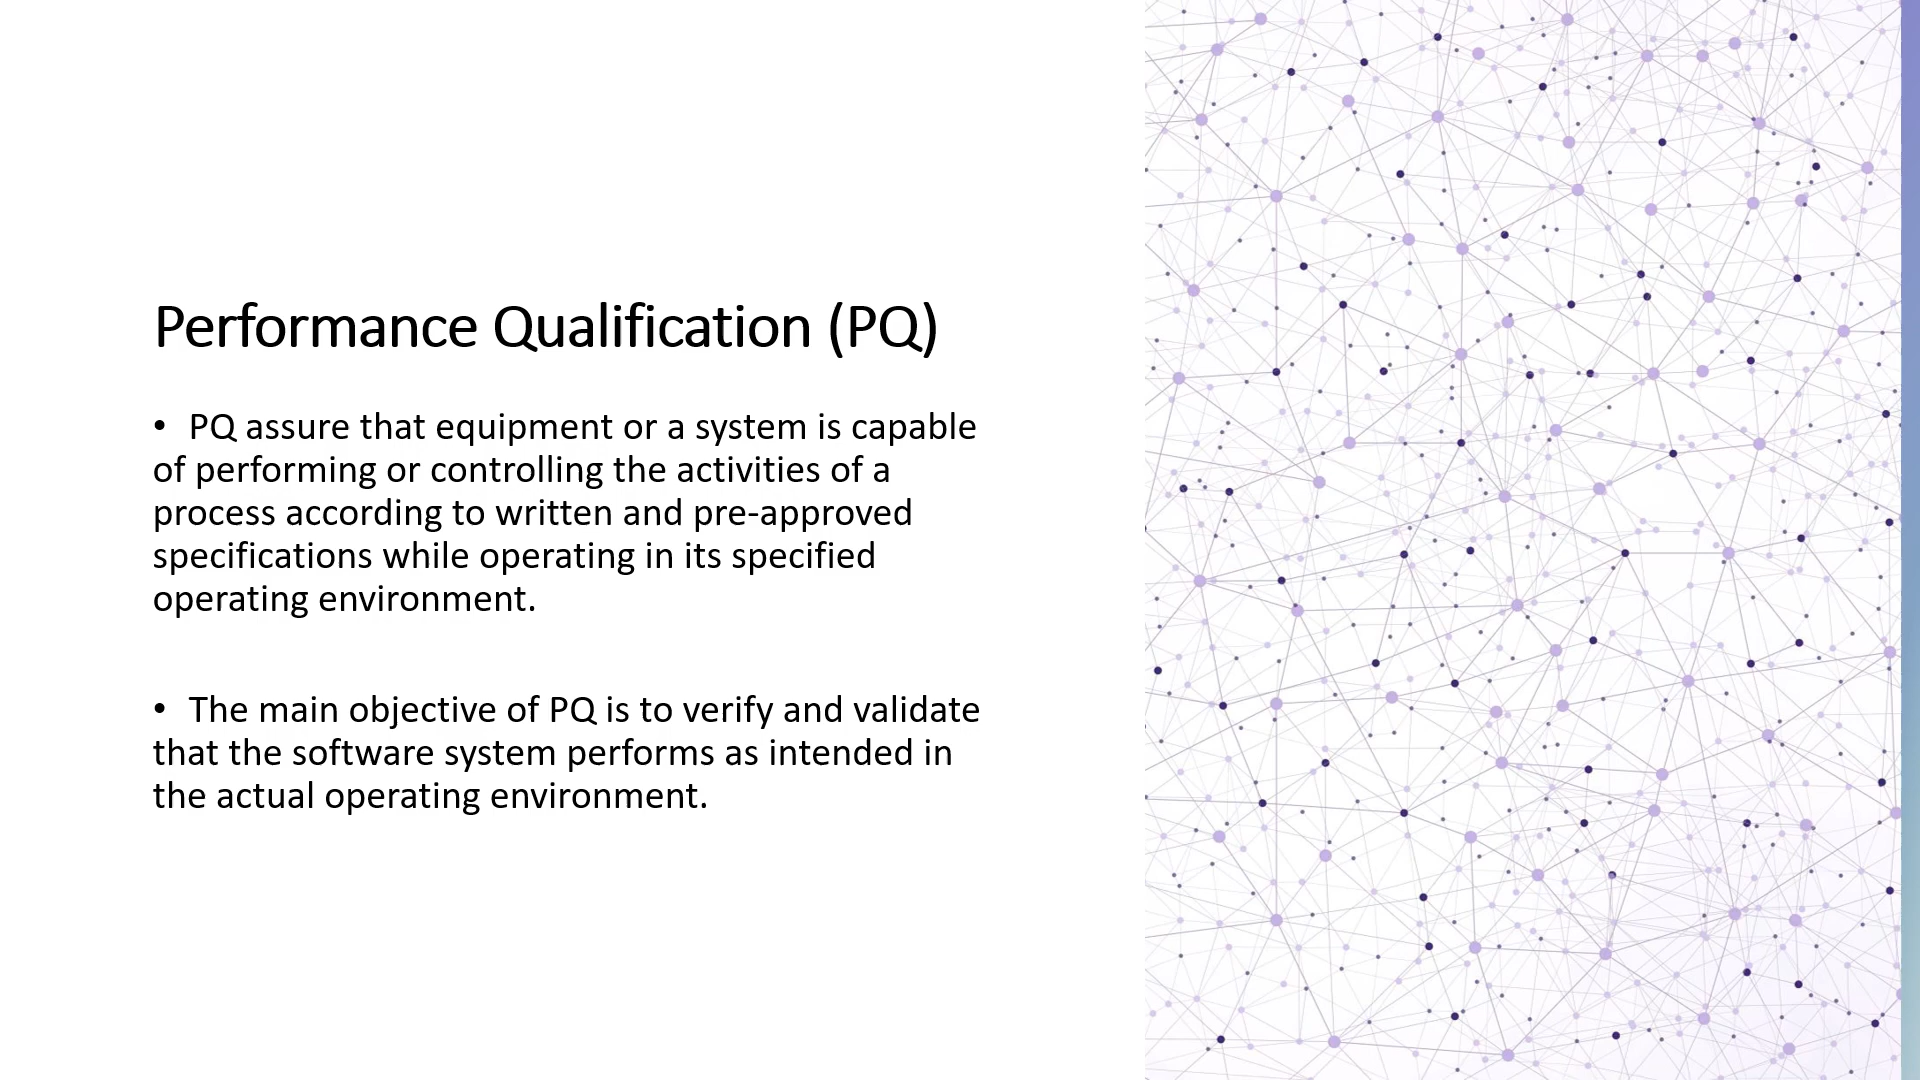 Performance Qualification (PQ)
• PQ assure that equipment or a system is capable
of performing or controlling the activities of a
process according to written and pre-approved
specifications while operating in its specified
operating environment.
• The main objective of PQ is to verify and validate
that the software system performs as intended in
the actual operating environment.